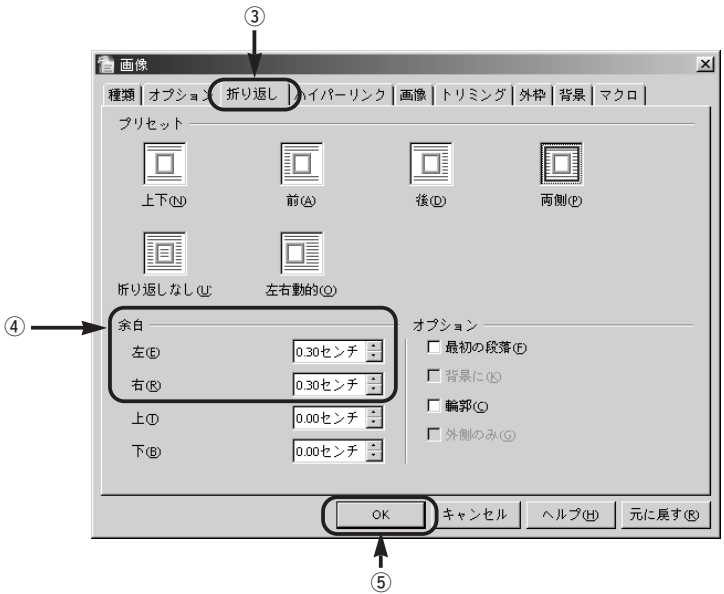 ③
画像
種類 オプション 折り返し ハイパーリンク 画像 トリミング 外枠 背景 マクロ
プリセット
上下(N) 前(A) 後(D) 両側(P)
折り返しなし(U) 左右動的(O)
④
余白
左(E) 0.30センチ
右(R) 0.30センチ
上(T) 0.00センチ
下(B) 0.00センチ
オプション
最初の段落(F)
背景に(K)
輪郭(C)
外側のみ(G)
OK キャンセル ヘルプ(H) 元に戻す(R)
⑤